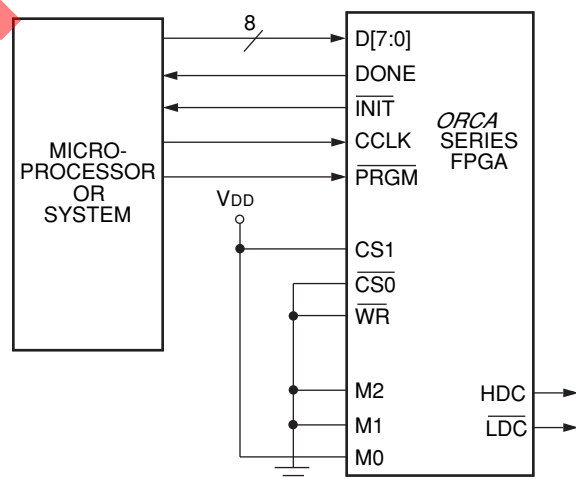 8
D[7:0]
DONE
INIT
CCLK
PRGM
ORCA
SERIES
FPGA
MICRO-
PROCESSOR
OR
SYSTEM
VDD
CS1
CS0
WR
M2
M1
M0
HDC
LDC